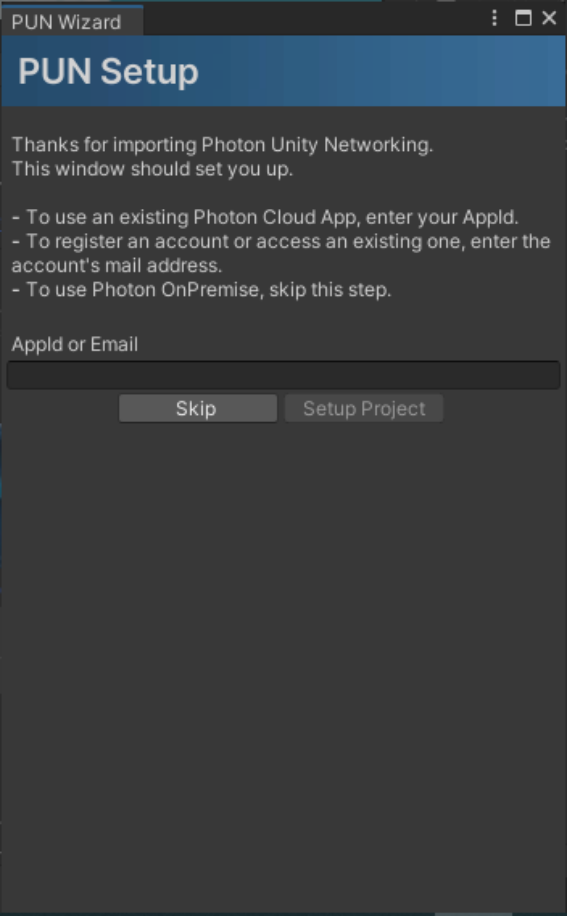 PUN Wizard
PUN Setup
Thanks for importing Photon Unity Networking.
This window should set you up.
- To use an existing Photon Cloud App, enter your AppId.
- To register an account or access an existing one, enter the
account's mail address.
- To use Photon OnPremise, skip this step.
AppId or Email
Skip
Setup Project